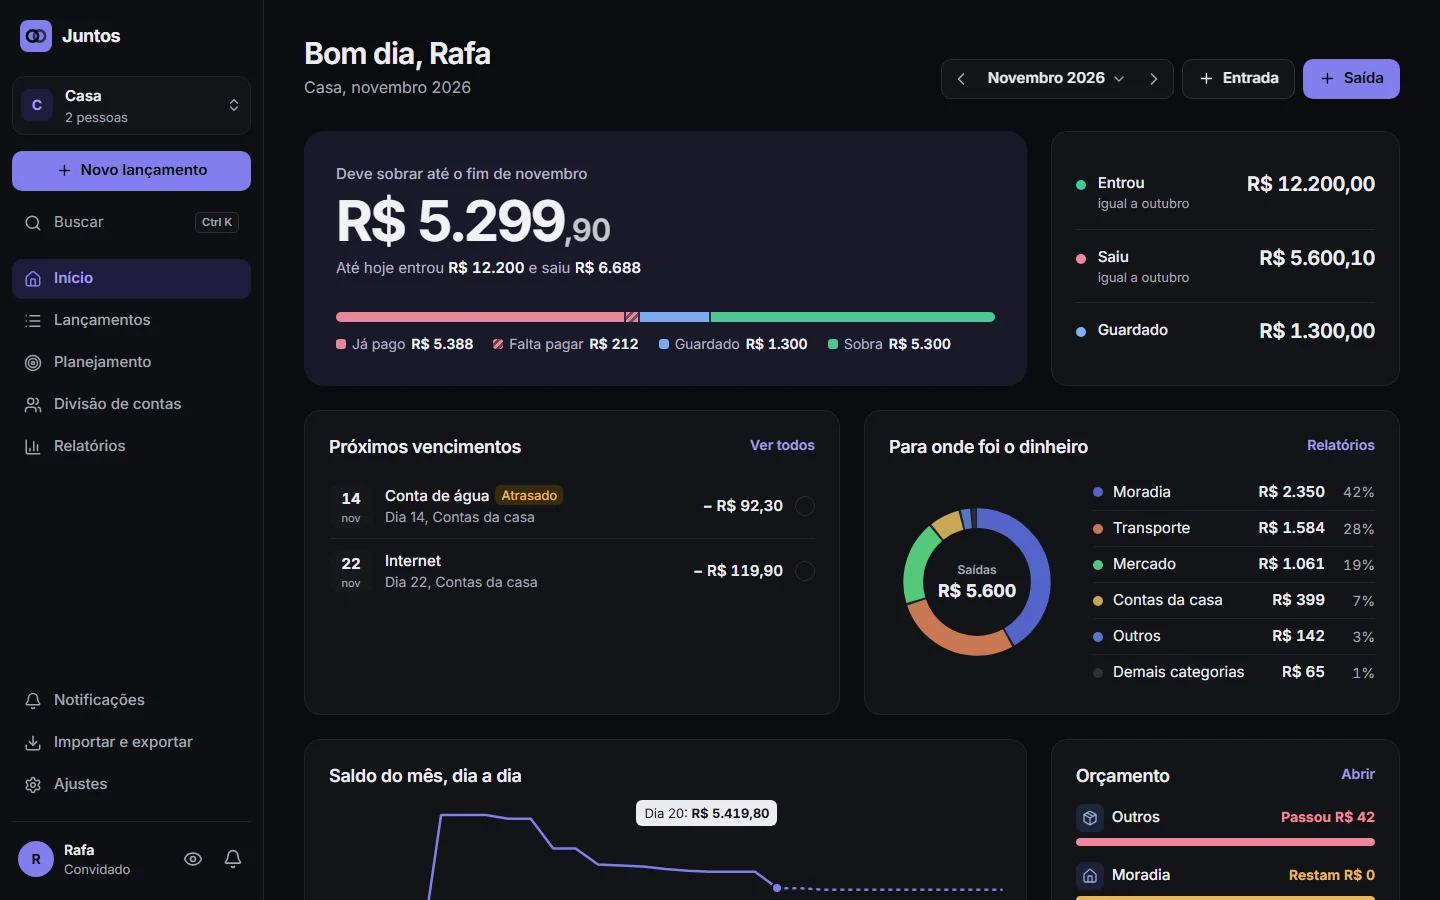 Juntos
C
Casa
2 pessoas
+ Novo lançamento
Buscar
Ctrl K
Início
Lançamentos
Planejamento
Divisão de contas
Relatórios
Notificações
Importar e exportar
Ajustes
R
Rafa
Convidado
Bom dia, Rafa
Casa, novembro 2026
Novembro 2026
+ Entrada
+ Saída
Deve sobrar até o fim de novembro
R$ 5.299,90
Até hoje entrou R$ 12.200 e saiu R$ 6.688
Já pago R$ 5.388
Falta pagar R$ 212
Guardado R$ 1.300
Sobra R$ 5.300
Entrou R$ 12.200,00
igual a outubro
Saiu R$ 5.600,10
igual a outubro
Guardado R$ 1.300,00
Próximos vencimentos
Ver todos
14 nov
Conta de água Atrasado
Dia 14, Contas da casa
– R$ 92,30
22 nov
Internet
Dia 22, Contas da casa
– R$ 119,90
Para onde foi o dinheiro
Relatórios
Saídas
R$ 5.600
Moradia R$ 2.350 42%
Transporte R$ 1.584 28%
Mercado R$ 1.061 19%
Contas da casa R$ 399 7%
Outros R$ 142 3%
Demais categorias R$ 65 1%
Saldo do mês, dia a dia
Dia 20: R$ 5.419,80
Orçamento
Abrir
Outros Passou R$ 42
Moradia Restam R$ 0